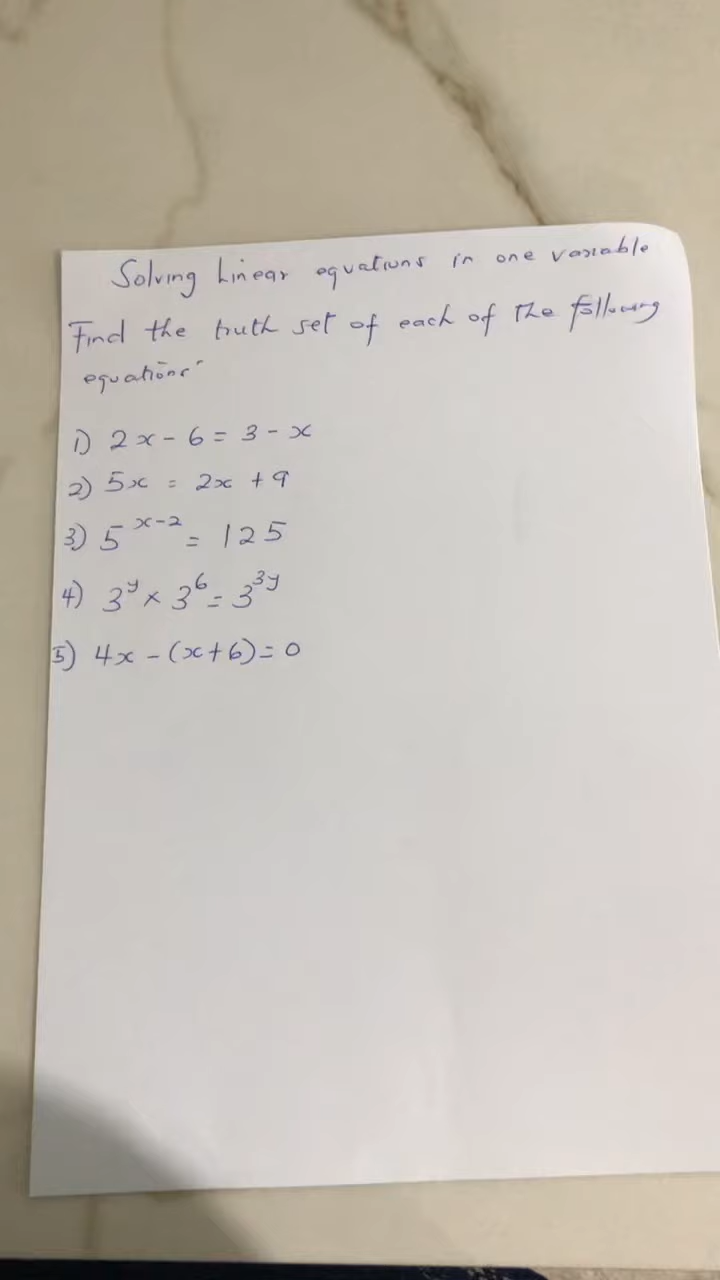 Solving Linear equations in one variable
Find the truth set of each of the following
equations
1) 2x - 6 = 3 - x
2) 5x = 2x + 9
3) 5^(x-2) = 125
4) 3^y × 3^6 = 3^(3y)
5) 4x - (x + 6) = 0